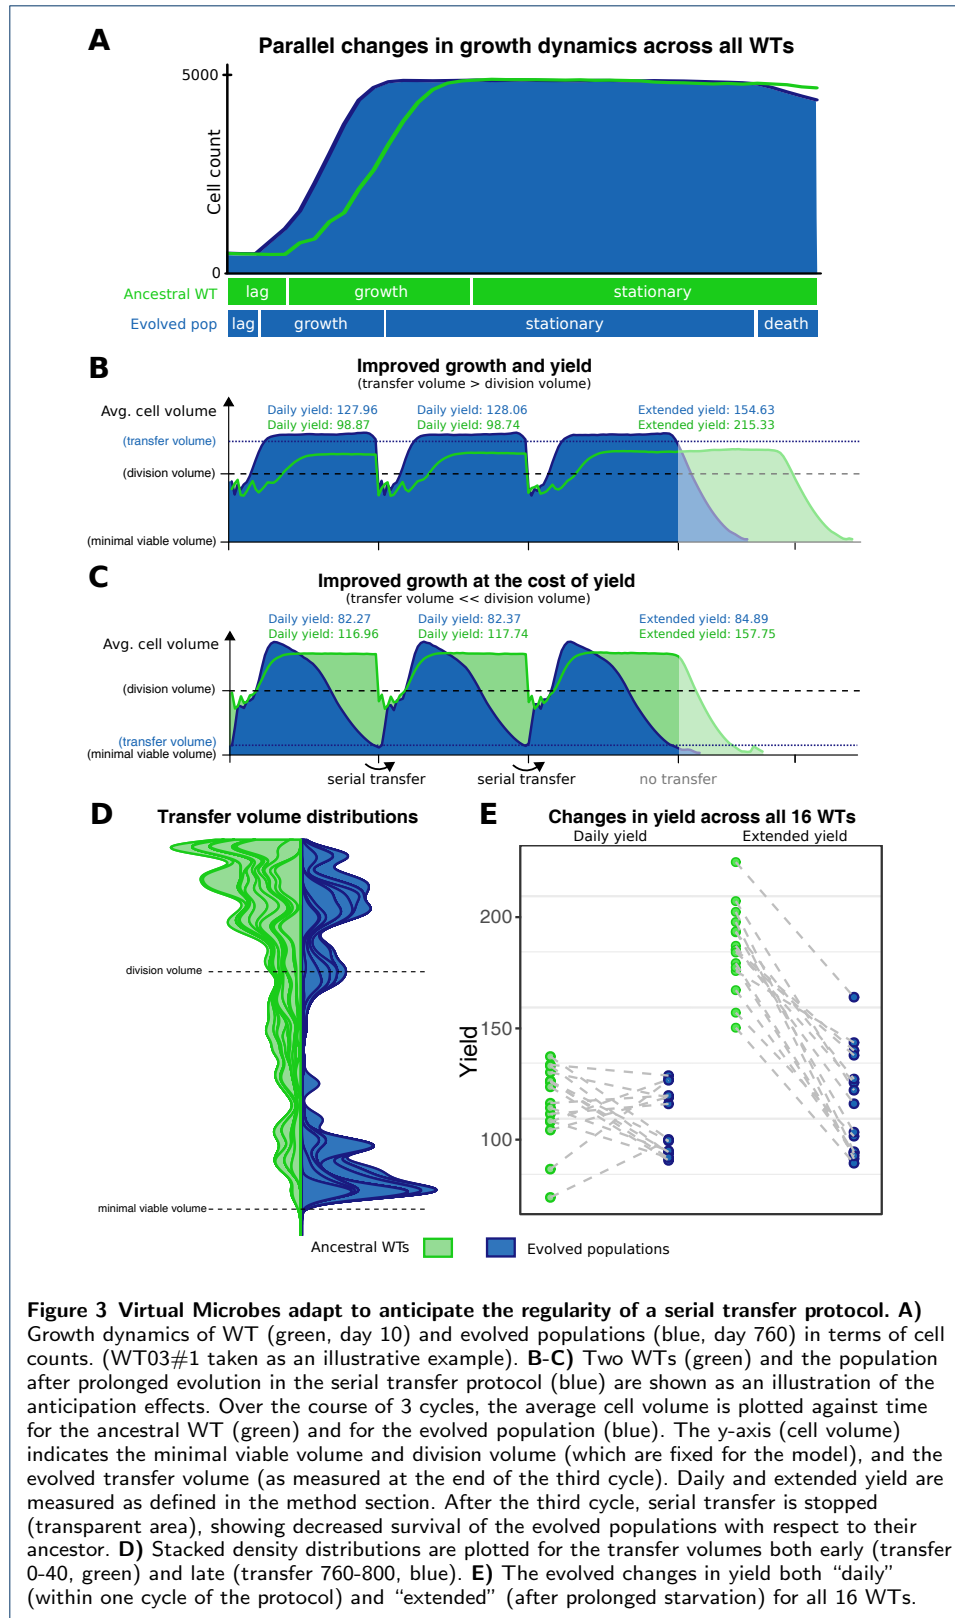 A
Parallel changes in growth dynamics across all WTs
5000
Cell count
0
Ancestral WT
lag
growth
stationary
Evolved pop
lag
growth
stationary
death
B
Improved growth and yield
(transfer volume > division volume)
Avg. cell volume
Daily yield: 127.96
Daily yield: 98.87
Daily yield: 128.06
Daily yield: 98.74
Extended yield: 154.63
Extended yield: 215.33
(transfer volume)
(division volume)
(minimal viable volume)
C
Improved growth at the cost of yield
(transfer volume << division volume)
Avg. cell volume
Daily yield: 82.27
Daily yield: 116.96
Daily yield: 82.37
Daily yield: 117.74
Extended yield: 84.89
Extended yield: 157.75
(division volume)
(transfer volume)
(minimal viable volume)
serial transfer
serial transfer
no transfer
D
Transfer volume distributions
division volume
minimal viable volume
E
Changes in yield across all 16 WTs
Daily yield
Extended yield
Yield
200
150
100
Ancestral WTs
Evolved populations
Figure 3 Virtual Microbes adapt to anticipate the regularity of a serial transfer protocol. A)
Growth dynamics of WT (green, day 10) and evolved populations (blue, day 760) in terms of cell
counts. (WT03#1 taken as an illustrative example). B-C) Two WTs (green) and the population
after prolonged evolution in the serial transfer protocol (blue) are shown as an illustration of the
anticipation effects. Over the course of 3 cycles, the average cell volume is plotted against time
for the ancestral WT (green) and for the evolved population (blue). The y-axis (cell volume)
indicates the minimal viable volume and division volume (which are fixed for the model), and the
evolved transfer volume (as measured at the end of the third cycle). Daily and extended yield are
measured as defined in the method section. After the third cycle, serial transfer is stopped
(transparent area), showing decreased survival of the evolved populations with respect to their
ancestor. D) Stacked density distributions are plotted for the transfer volumes both early (transfer
0-40, green) and late (transfer 760-800, blue). E) The evolved changes in yield both “daily”
(within one cycle of the protocol) and “extended” (after prolonged starvation) for all 16 WTs.